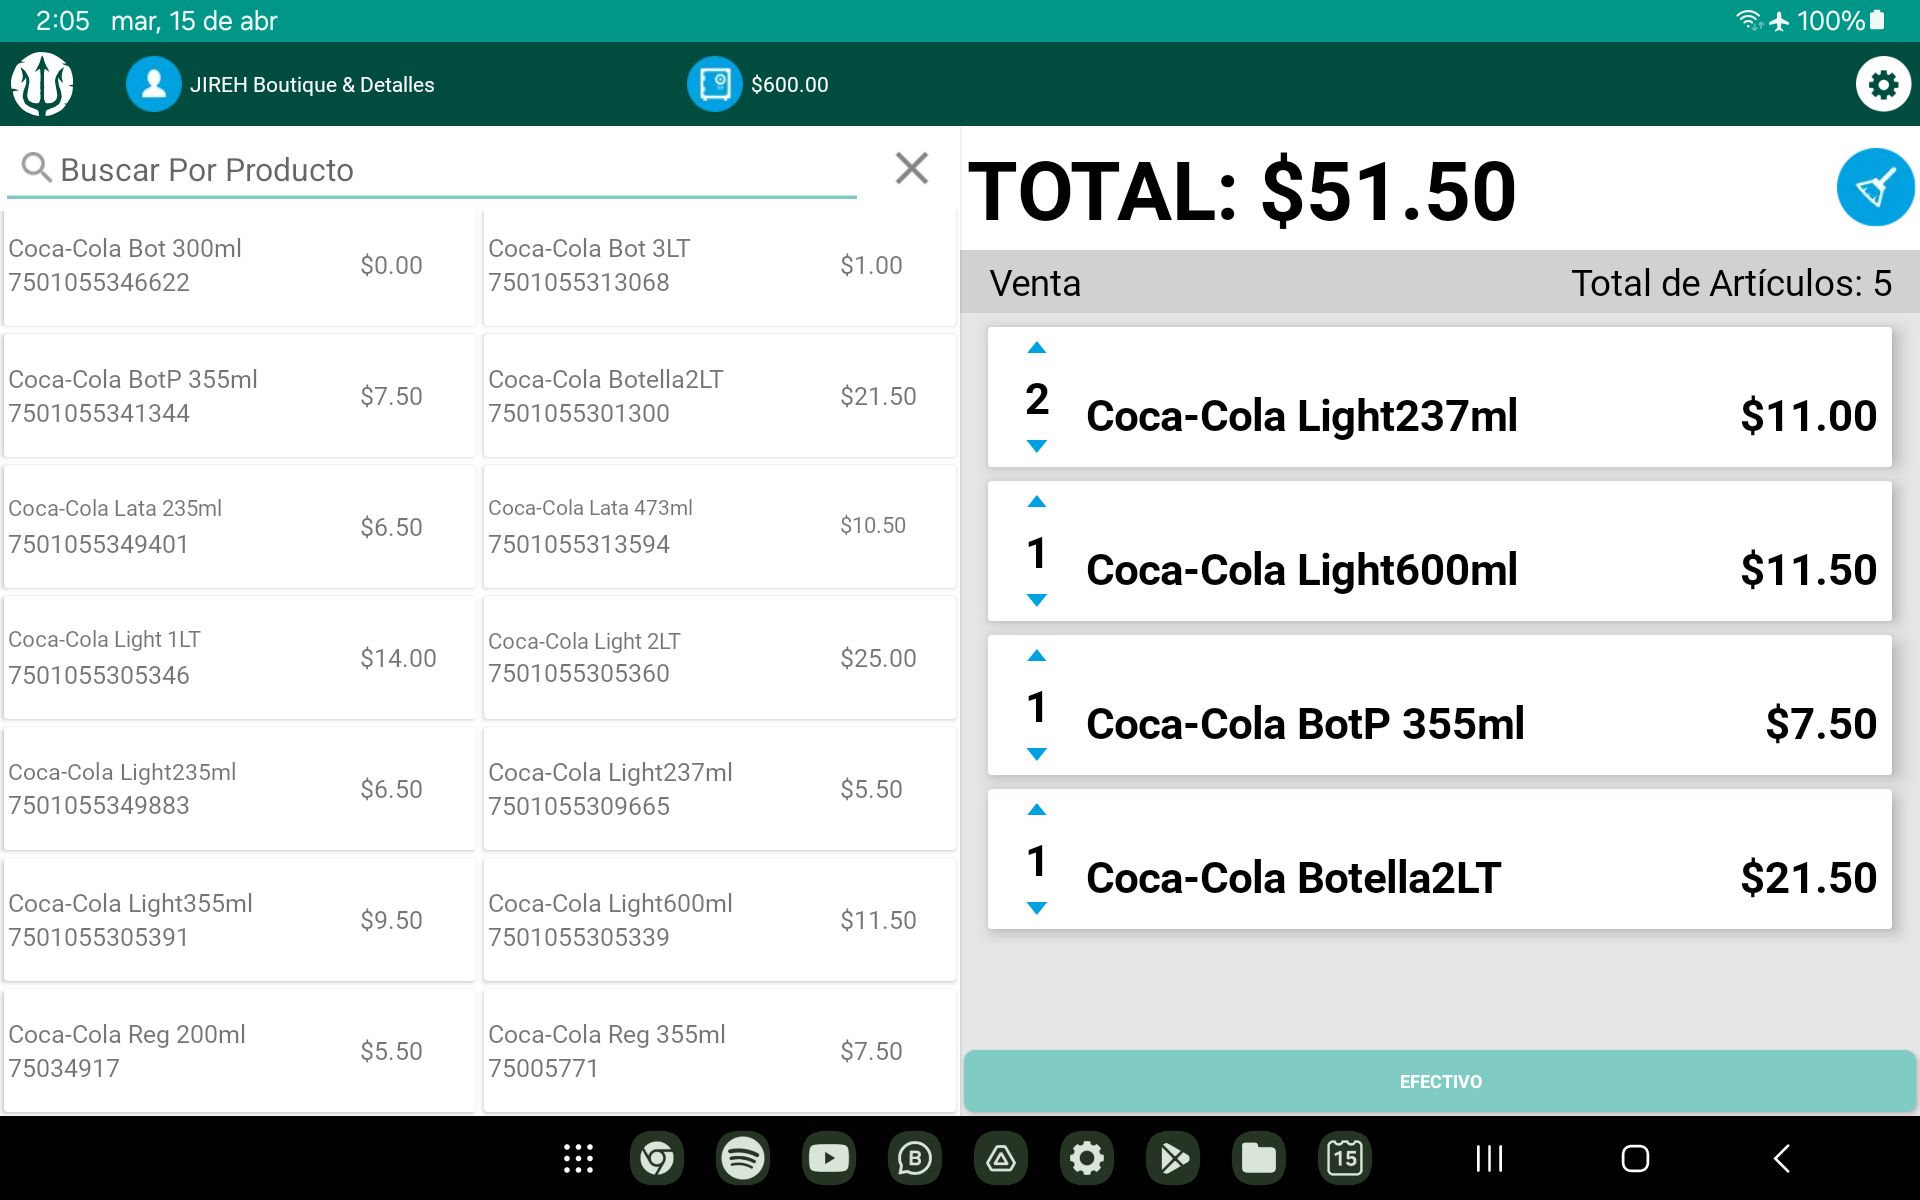 2:05 mar, 15 de abr
100%
JIREH Boutique & Detalles
$600.00
Buscar Por Producto
Coca-Cola Bot 300ml
7501055346622
$0.00
Coca-Cola Bot 3LT
7501055313068
$1.00
Coca-Cola BotP 355ml
7501055341344
$7.50
Coca-Cola Botella2LT
7501055301300
$21.50
Coca-Cola Lata 235ml
7501055349401
$6.50
Coca-Cola Lata 473ml
7501055313594
$10.50
Coca-Cola Light 1LT
7501055305346
$14.00
Coca-Cola Light 2LT
7501055305360
$25.00
Coca-Cola Light235ml
7501055349883
$6.50
Coca-Cola Light237ml
7501055309665
$5.50
Coca-Cola Light355ml
7501055305391
$9.50
Coca-Cola Light600ml
7501055305339
$11.50
Coca-Cola Reg 200ml
75034917
$5.50
Coca-Cola Reg 355ml
75005771
$7.50
TOTAL: $51.50
Venta
Total de Artículos: 5
2 Coca-Cola Light237ml $11.00
1 Coca-Cola Light600ml $11.50
1 Coca-Cola BotP 355ml $7.50
1 Coca-Cola Botella2LT $21.50
EFECTIVO
B
15